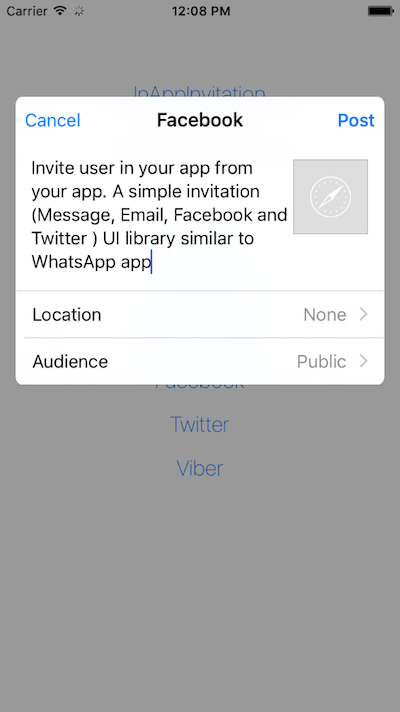 Carrier 12:08 PM
InAppInvitation
Cancel Facebook Post
Invite user in your app from
your app. A simple invitation
(Message, Email, Facebook and
Twitter ) UI library similar to
WhatsApp app
Location None
Audience Public
Facebook
Twitter
Viber